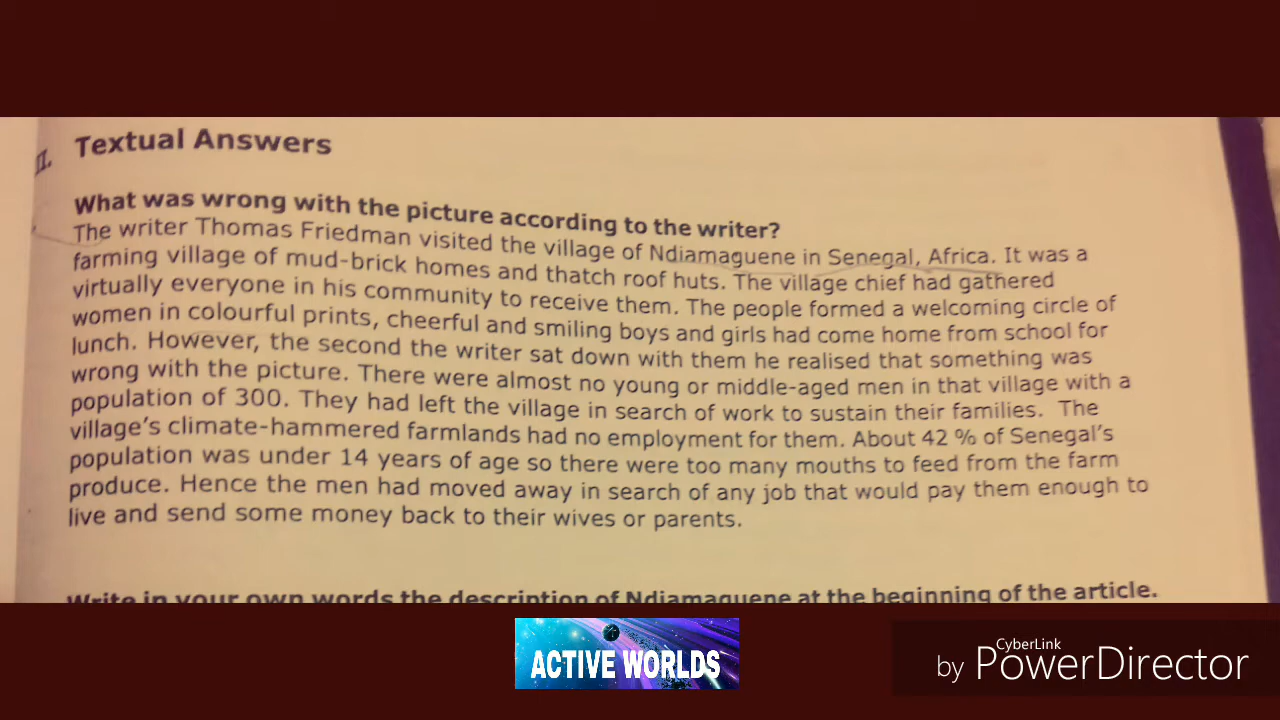 II.
Textual Answers
What was wrong with the picture according to the writer?
The writer Thomas Friedman visited the village of Ndiamaguene in Senegal, Africa. It was a
farming village of mud-brick homes and thatch roof huts. The village chief had gathered
virtually everyone in his community to receive them. The people formed a welcoming circle of
women in colourful prints, cheerful and smiling boys and girls had come home from school for
lunch. However, the second the writer sat down with them he realised that something was
wrong with the picture. There were almost no young or middle-aged men in that village with a
population of 300. They had left the village in search of work to sustain their families. The
village's climate-hammered farmlands had no employment for them. About 42 % of Senegal's
population was under 14 years of age so there were too many mouths to feed from the farm
produce. Hence the men had moved away in search of any job that would pay them enough to
live and send some money back to their wives or parents.
Write in your own words the description of Ndiamaguene at the beginning of the article.
ACTIVE WORLDS
by CyberLink PowerDirector